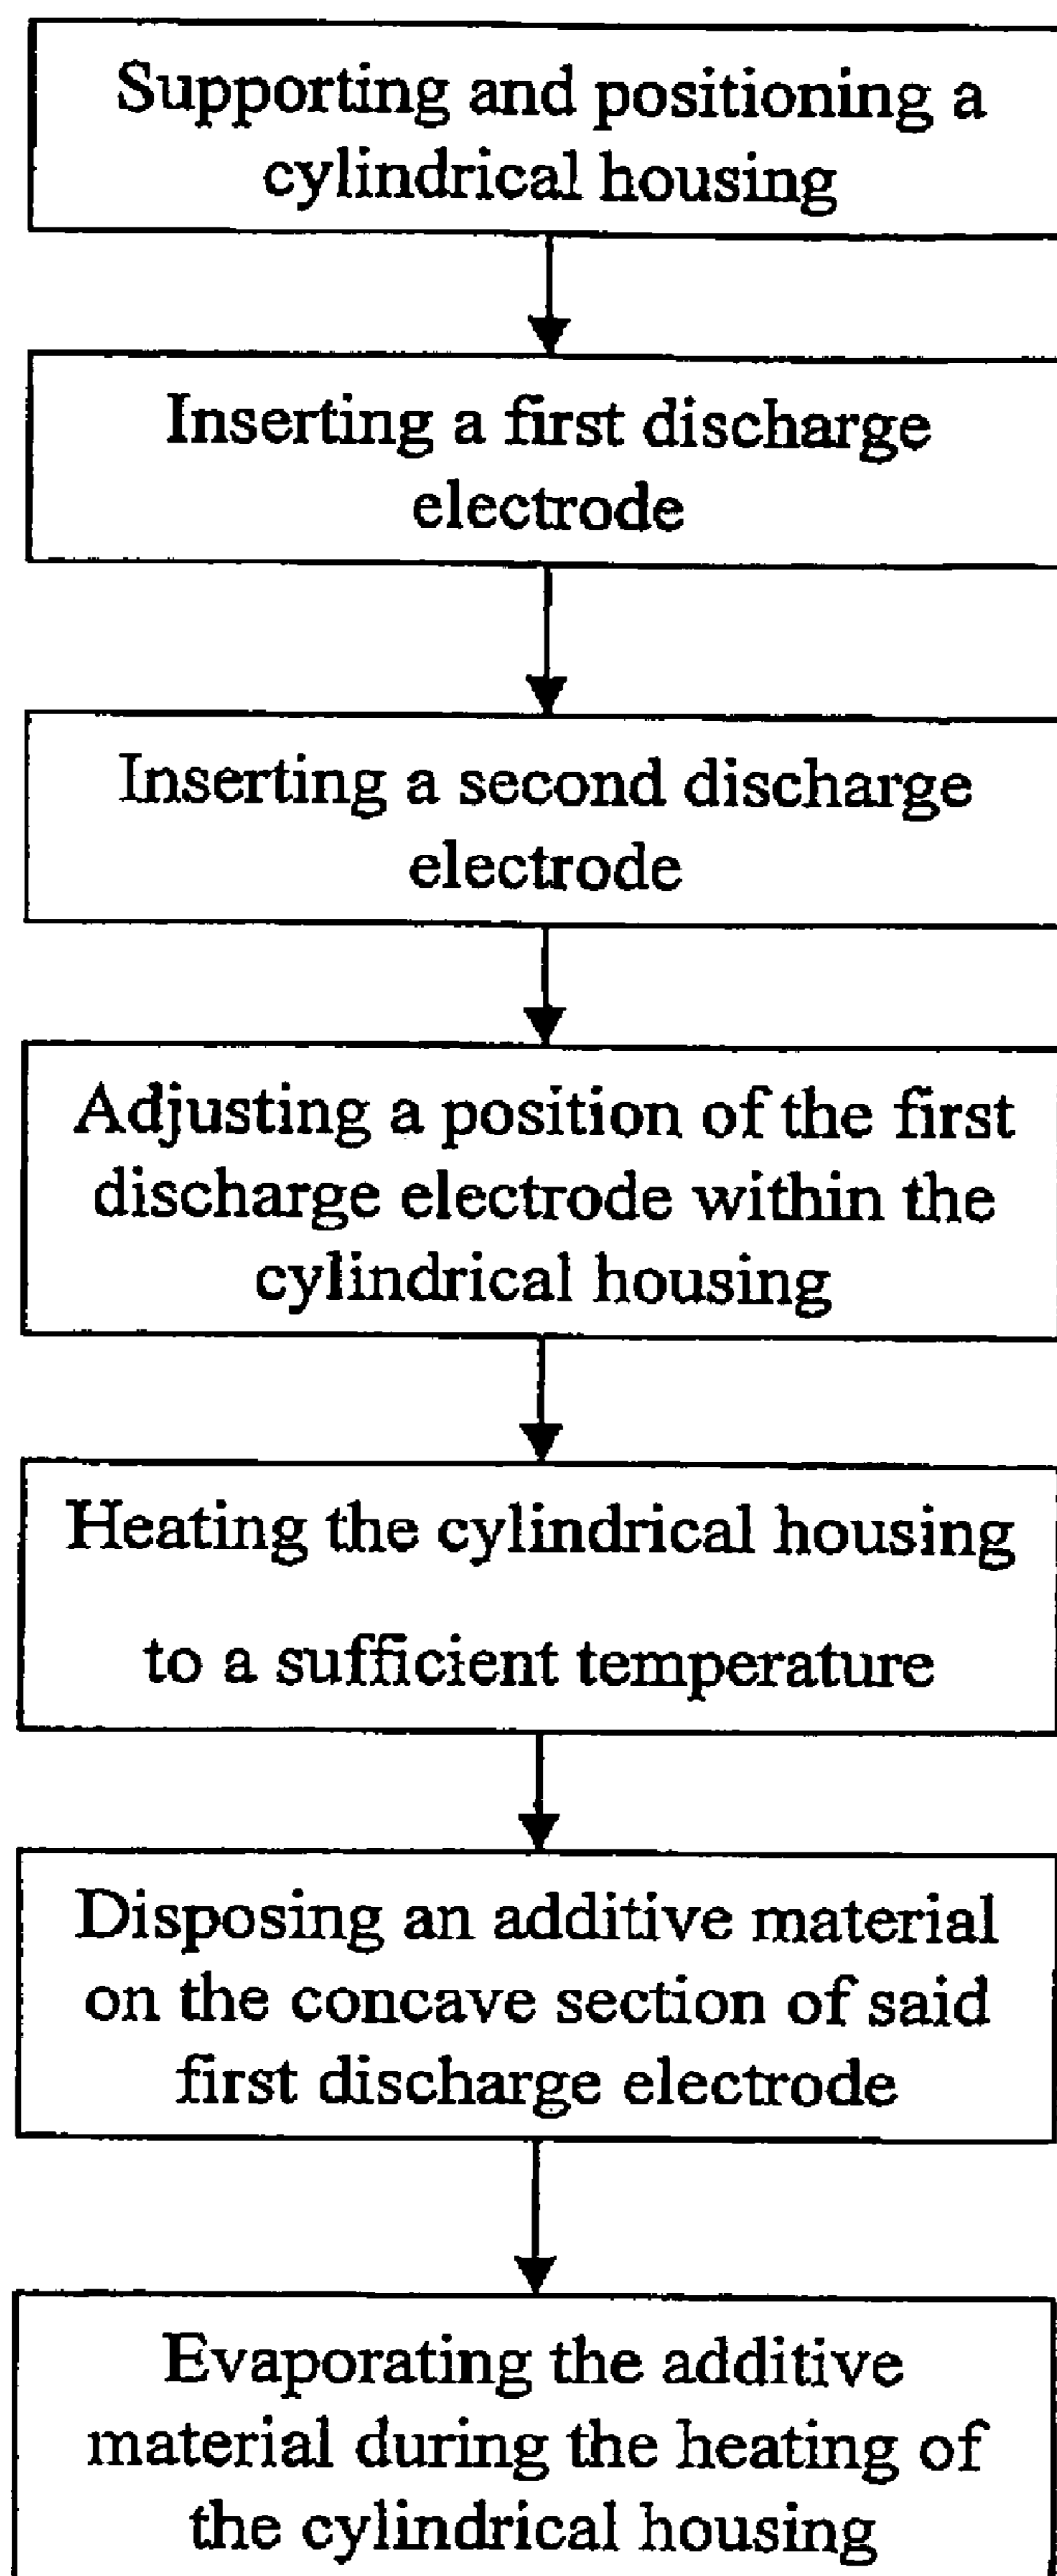 Supporting and positioning a
cylindrical housing
Inserting a first discharge
electrode
Inserting a second discharge
electrode
Adjusting a position of the first
discharge electrode within the
cylindrical housing
Heating the cylindrical housing
to a sufficient temperature
Disposing an additive material
on the concave section of said
first discharge electrode
Evaporating the additive
material during the heating of
the cylindrical housing